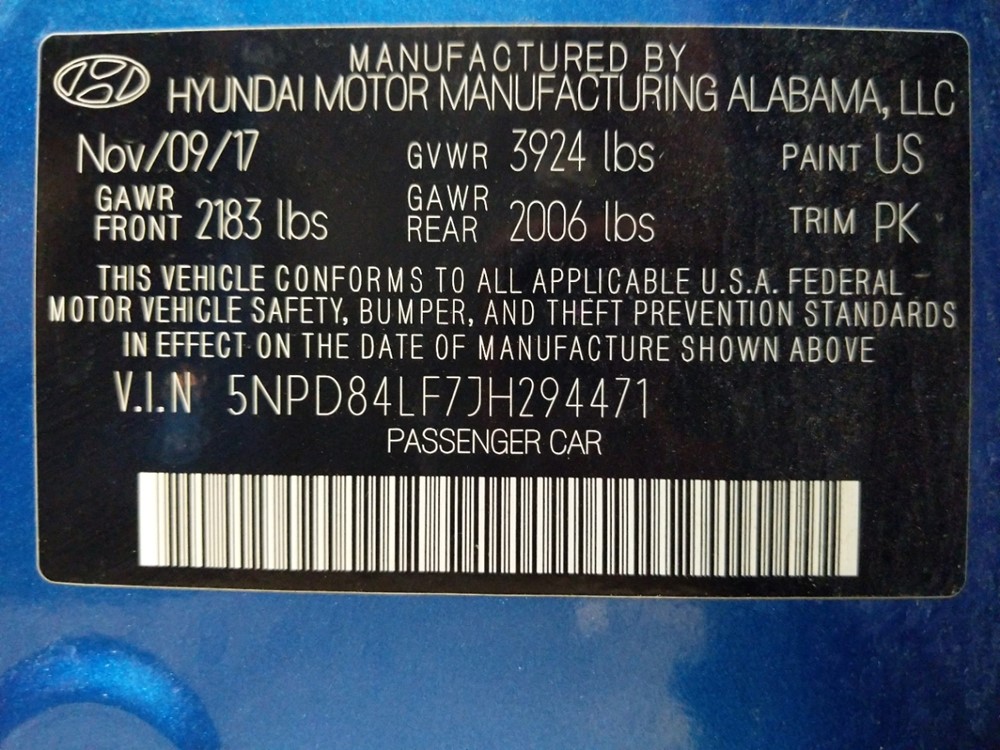 MANUFACTURED BY
HYUNDAI MOTOR MANUFACTURING ALABAMA, LLC
Nov/09/17 GVWR 3924 lbs PAINT US
GAWR FRONT 2183 lbs GAWR REAR 2006 lbs TRIM PK
THIS VEHICLE CONFORMS TO ALL APPLICABLE U.S.A. FEDERAL
MOTOR VEHICLE SAFETY, BUMPER, AND THEFT PREVENTION STANDARDS
IN EFFECT ON THE DATE OF MANUFACTURE SHOWN ABOVE
V.I.N 5NPD84LF7JH294471
PASSENGER CAR